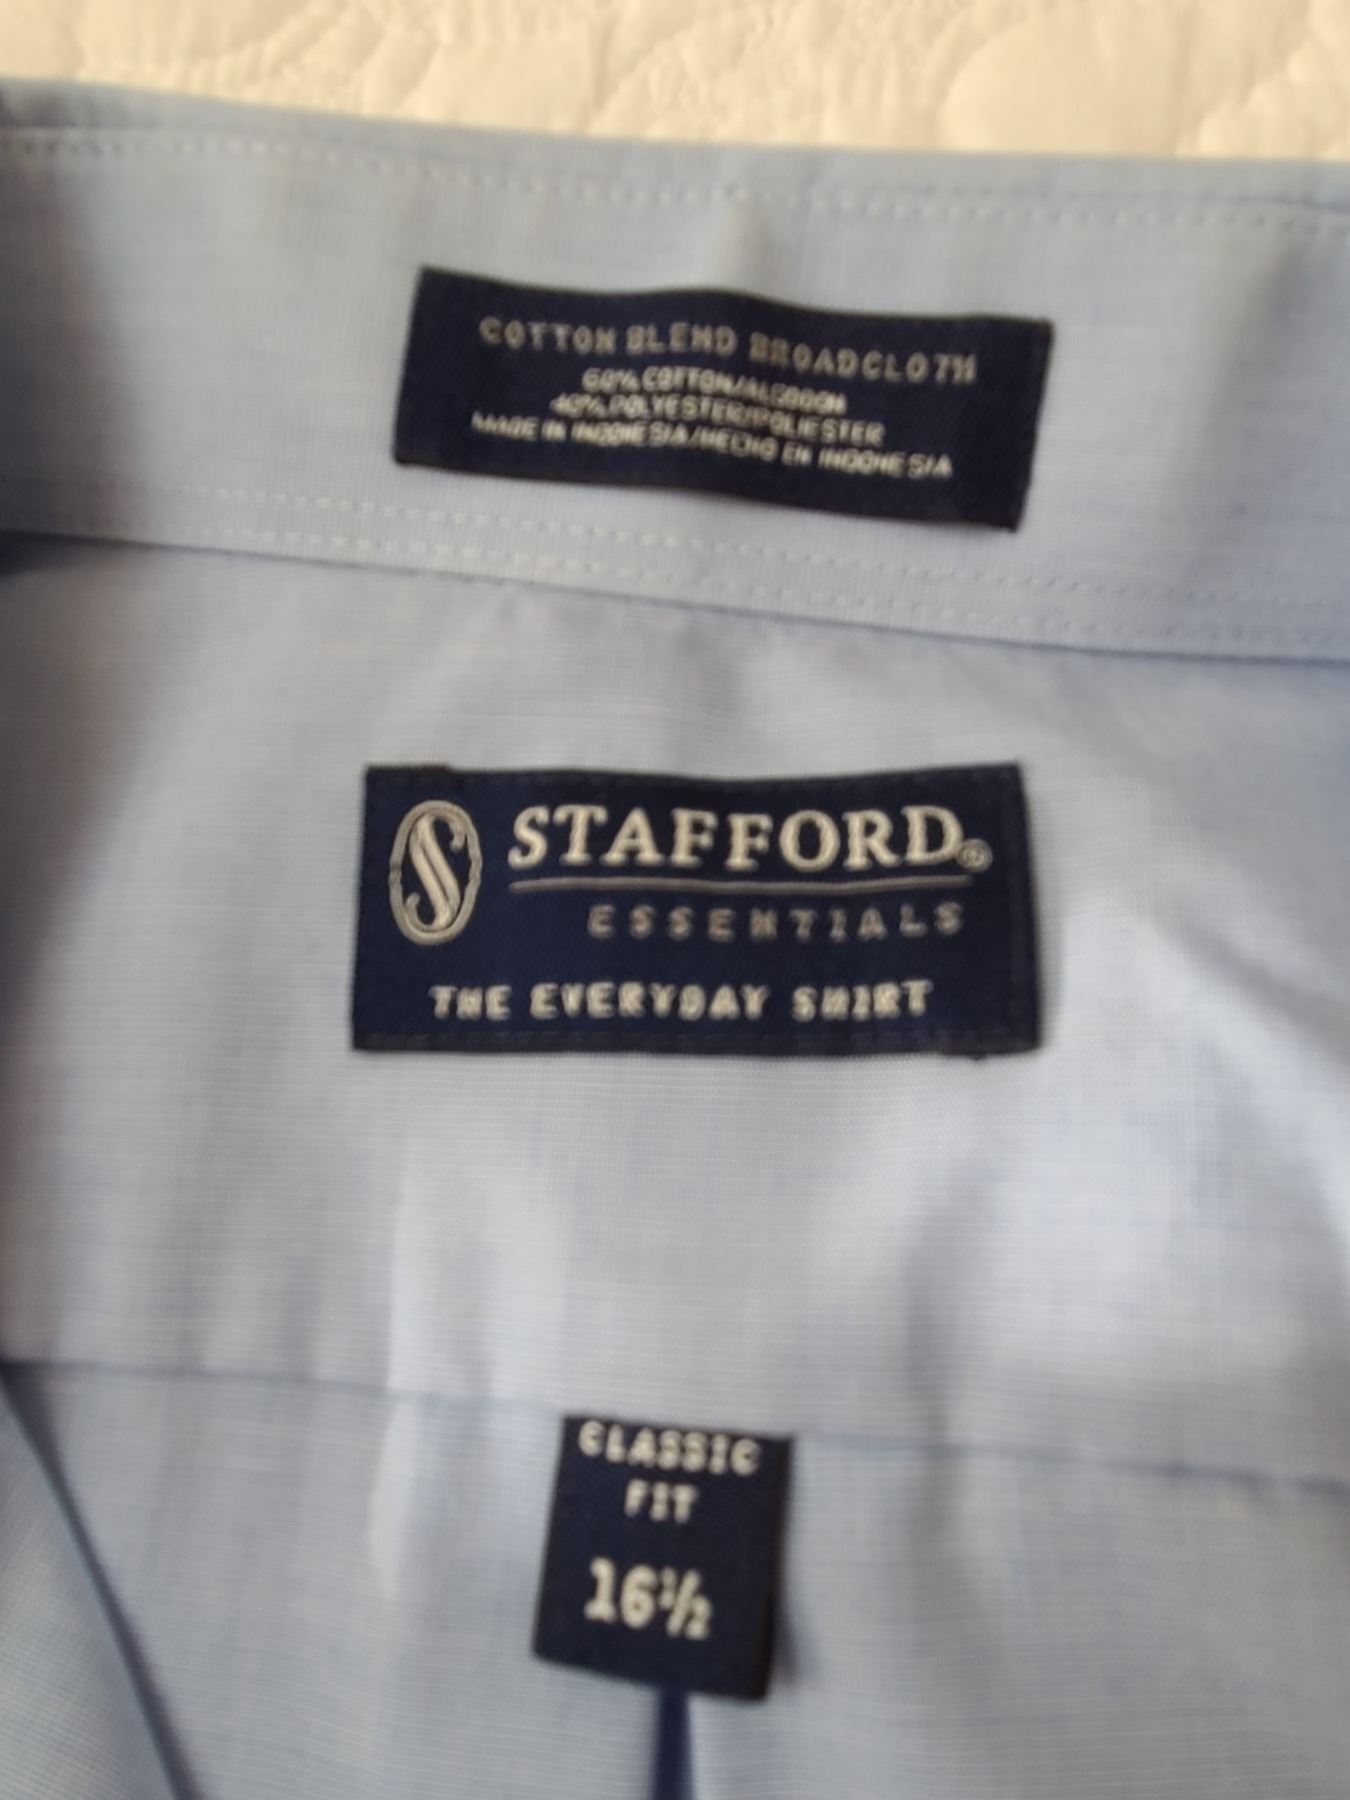 COTTON BLEND BROADCLOTH
60% COTTON/ALGODON
40% POLYESTER/POLIESTER
MADE IN INDONESIA/HECHO EN INDONESIA
S STAFFORD®
ESSENTIALS
THE EVERYDAY SHIRT
CLASSIC
FIT
16½